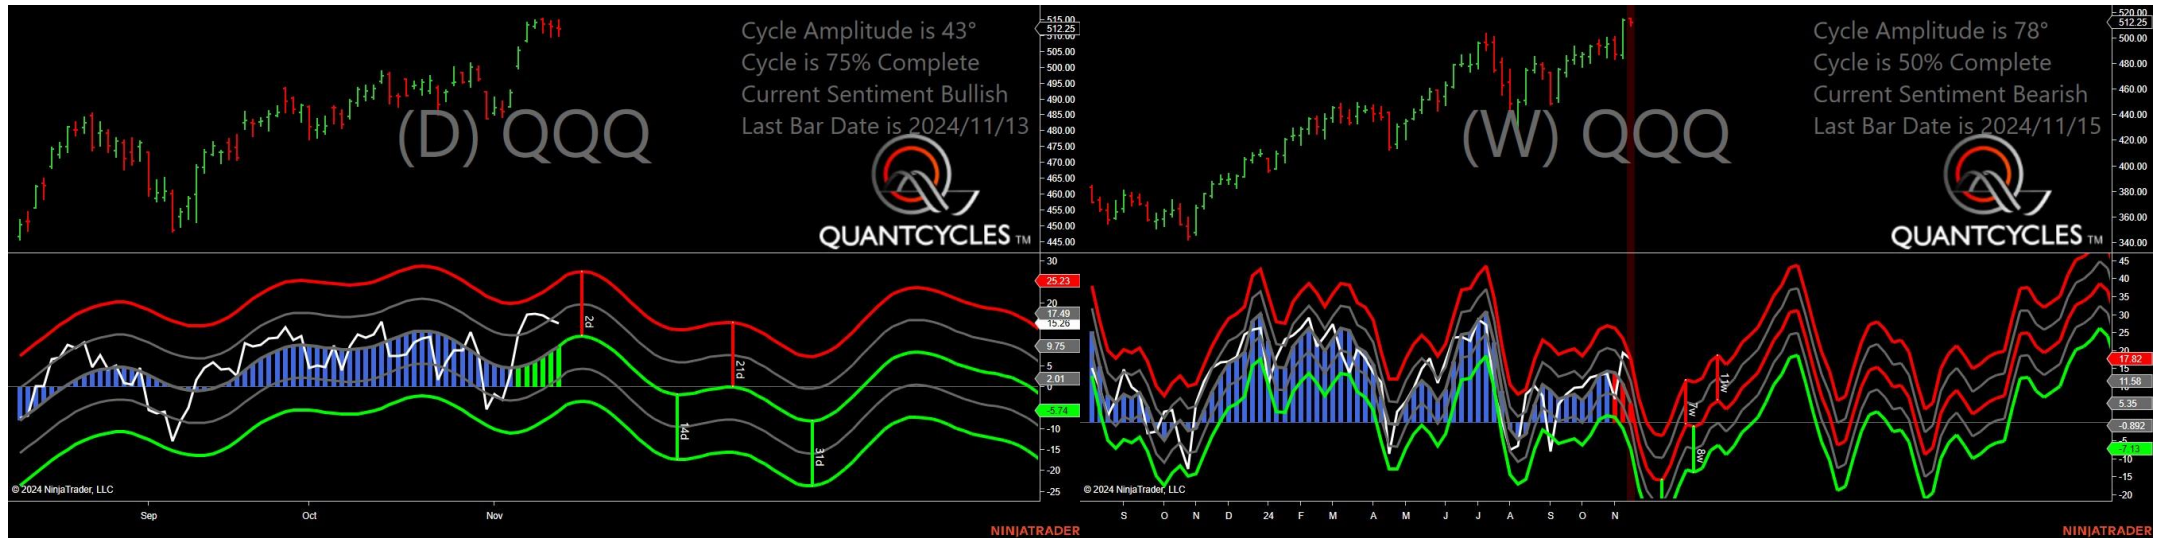 Cycle Amplitude is 43°
Cycle is 75% Complete
Current Sentiment Bullish
Last Bar Date is 2024/11/13
(D) QQQ
QUANTCYCLES TM
515.00
512.25
510.00
505.00
500.00
495.00
490.00
485.00
480.00
475.00
470.00
465.00
460.00
455.00
450.00
445.00
30
25.23
20
17.49
15.26
9.75
5
2.01
0
-5.74
-10
-15
-20
-25
2d
14d
21d
31d
© 2024 NinjaTrader, LLC
Sep Oct Nov
NINJATRADER
Cycle Amplitude is 78°
Cycle is 50% Complete
Current Sentiment Bearish
Last Bar Date is 2024/11/15
(W) QQQ
QUANTCYCLES TM
520.00
512.25
500.00
480.00
460.00
440.00
420.00
400.00
380.00
360.00
340.00
45
40
35
30
25
20
17.82
11.58
5.35
-0.892
-5
-7.13
-10
-15
-20
7w
8w
11w
© 2024 NinjaTrader, LLC
S O N D 24 F M A M J J A S O N
NINJATRADER